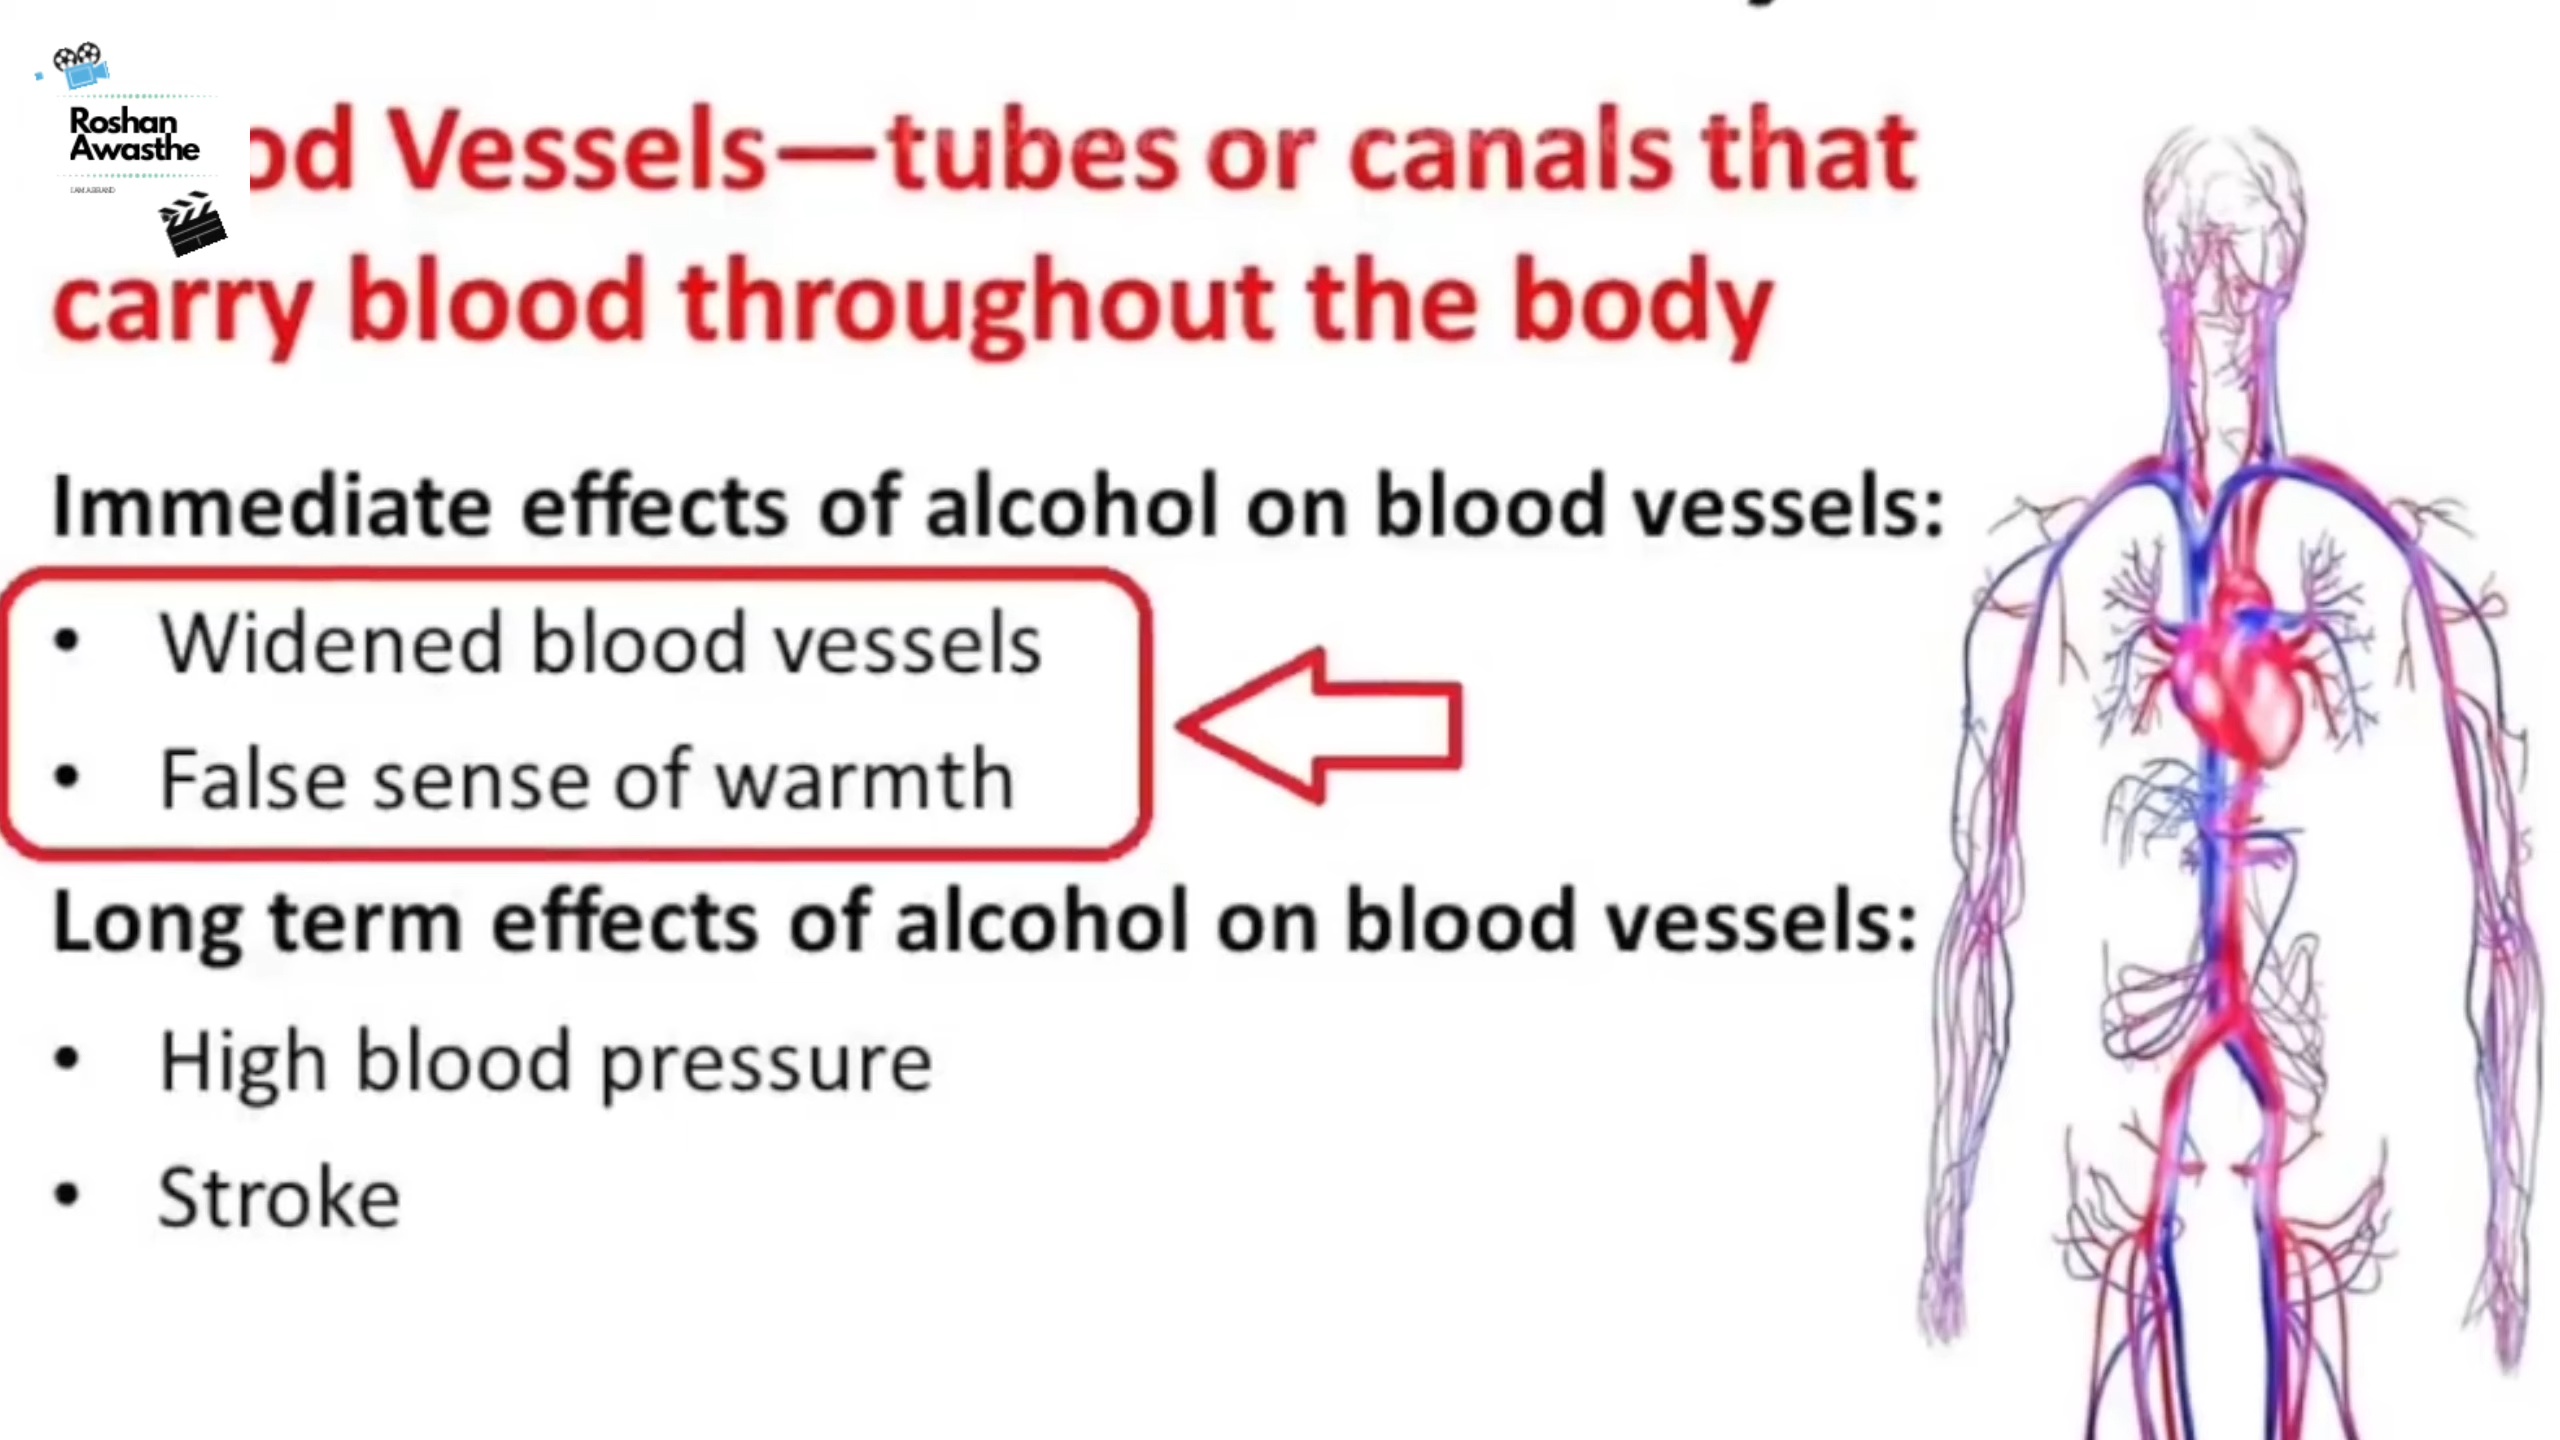 Roshan
Awasthe
I AM A BRAND
od Vessels—tubes or canals that
carry blood throughout the body
Immediate effects of alcohol on blood vessels:
• Widened blood vessels
• False sense of warmth
Long term effects of alcohol on blood vessels:
• High blood pressure
• Stroke